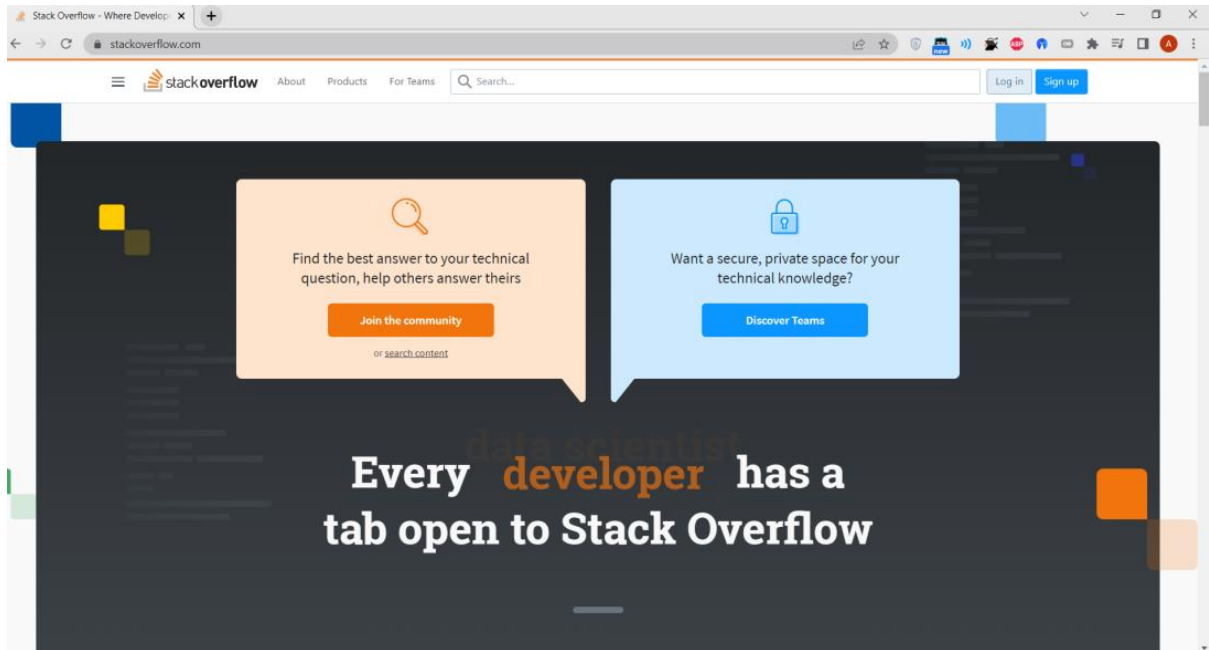 Stack Overflow - Where Develop
stackoverflow.com
ABP
new
A
stackoverflow About Products For Teams Search... Log in Sign up
Find the best answer to your technical
question, help others answer theirs
Join the community
or search content
Want a secure, private space for your
technical knowledge?
Discover Teams
data scientist
Every developer has a
tab open to Stack Overflow